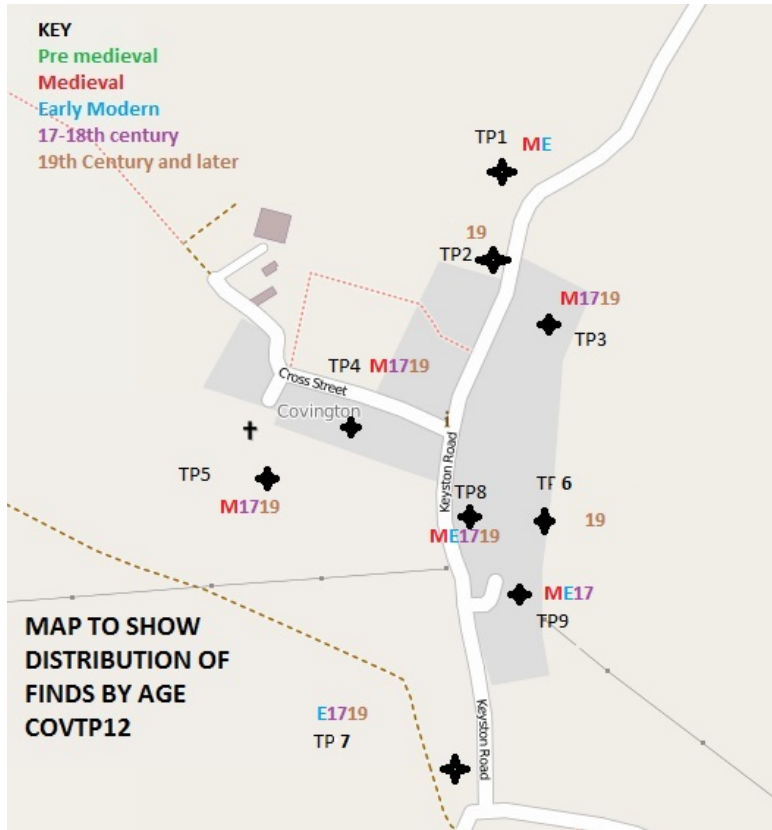 KEY
Pre medieval
Medieval
Early Modern
17-18th century
19th Century and later
TP1
ME
19
TP2
M1719
TP3
TP4 M1719
Cross Street
Covington
i
Keyston Road
TP5
M1719
TP8
ME1719
TP 6
19
ME17
TP9
MAP TO SHOW
DISTRIBUTION OF
FINDS BY AGE
COVTP12
E1719
TP 7
Keyston Road